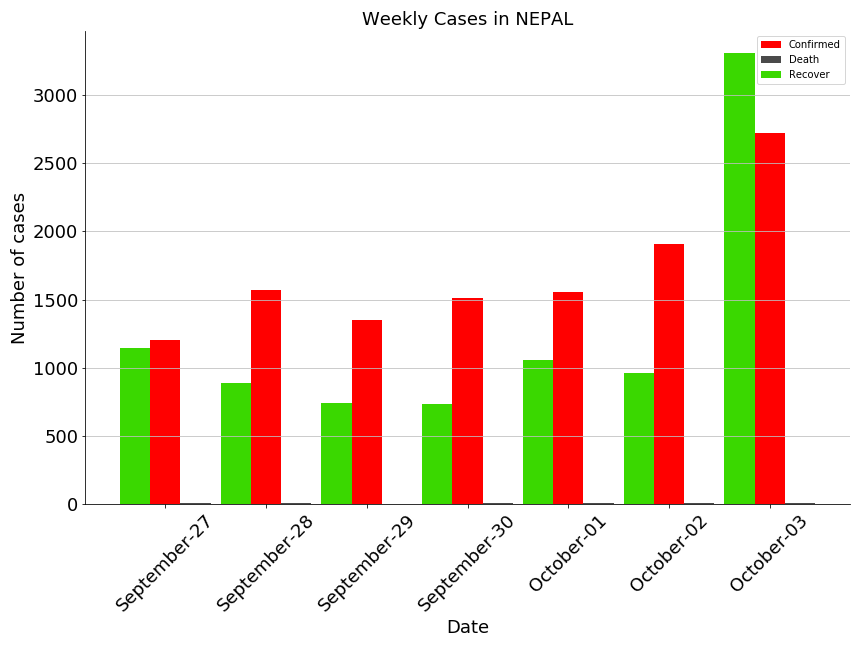 Weekly Cases in NEPAL
Confirmed
Death
Recover
Number of cases
3000
2500
2000
1500
1000
500
0
September-27
September-28
September-29
September-30
October-01
October-02
October-03
Date